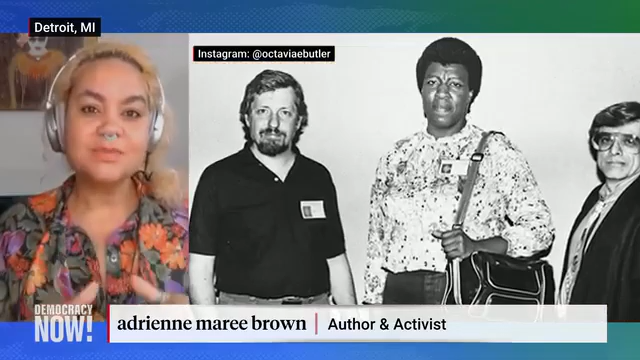 Detroit, MI
Instagram: @octaviaebutler
DEMOCRACY
NOW!
adrienne maree brown | Author & Activist